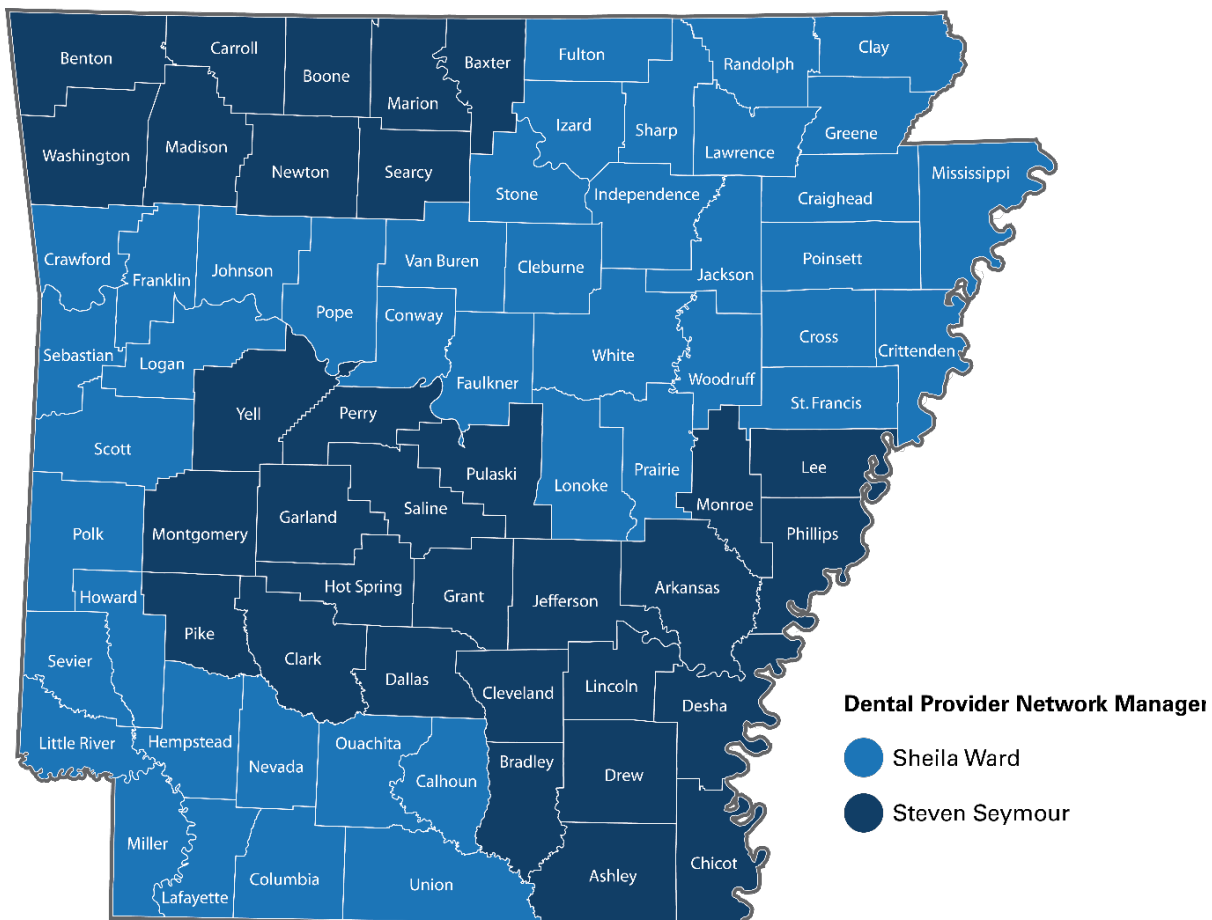 Benton
Carroll
Boone
Marion
Baxter
Fulton
Randolph
Clay
Washington
Madison
Newton
Searcy
Izard
Sharp
Lawrence
Greene
Stone
Independence
Craighead
Mississippi
Crawford
Franklin
Johnson
Pope
Van Buren
Cleburne
Jackson
Poinsett
Sebastian
Logan
Conway
Faulkner
White
Woodruff
Cross
Crittenden
St. Francis
Scott
Yell
Perry
Pulaski
Lonoke
Prairie
Monroe
Lee
Phillips
Polk
Montgomery
Garland
Saline
Howard
Hot Spring
Grant
Jefferson
Arkansas
Sevier
Pike
Clark
Dallas
Cleveland
Lincoln
Desha
Little River
Hempstead
Nevada
Ouachita
Calhoun
Bradley
Drew
Miller
Lafayette
Columbia
Union
Ashley
Chicot
Dental Provider Network Manager
Sheila Ward
Steven Seymour